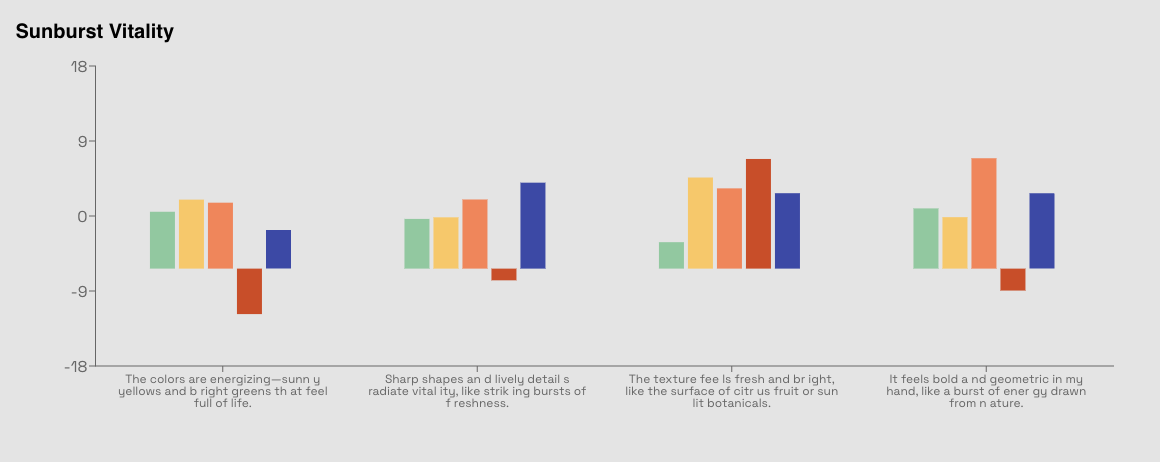 Sunburst Vitality
18
9
0
-9
-18
The colors are energizing—sunn y
yellows and b right greens th at feel
full of life.
Sharp shapes an d lively detail s
radiate vital ity, like strik ing bursts of
f reshness.
The texture fee ls fresh and br ight,
like the surface of citr us fruit or sun
lit botanicals.
It feels bold a nd geometric in my
hand, like a burst of ener gy drawn
from n ature.